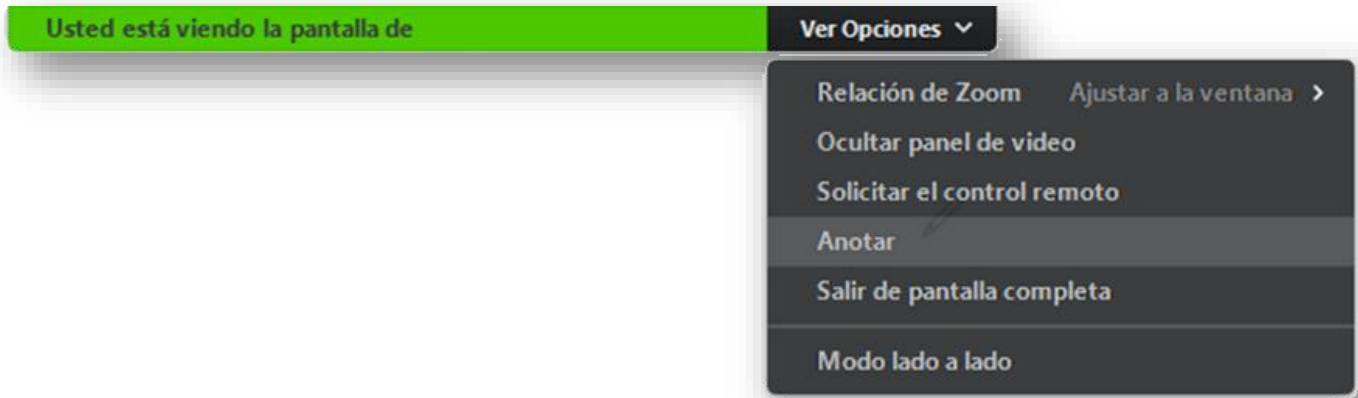 Usted está viendo la pantalla de Ver Opciones
Relación de Zoom Ajustar a la ventana
Ocultar panel de video
Solicitar el control remoto
Anotar
Salir de pantalla completa
Modo lado a lado